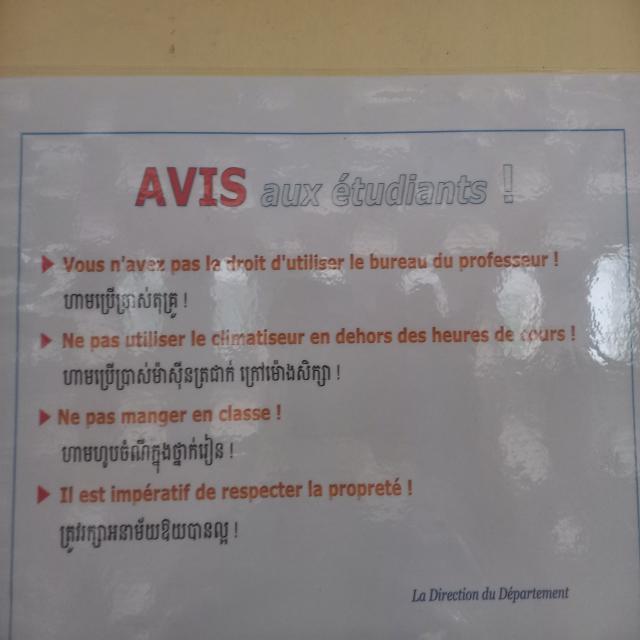 AVIS aux étudiants !
Vous n'avez pas le droit d'utiliser le bureau du professeur !
ហាមប្រើប្រាស់តុគ្រូ !
Ne pas utiliser le climatiseur en dehors des heures de cours !
ហាមប្រើប្រាស់ម៉ាស៊ីនត្រជាក់ ក្រៅម៉ោងសិក្សា !
Ne pas manger en classe !
ហាមហូបចំណីក្នុងថ្នាក់រៀន !
Il est impératif de respecter la propreté !
ត្រូវរក្សាអនាម័យឱយបានល្អ !
La Direction du Département